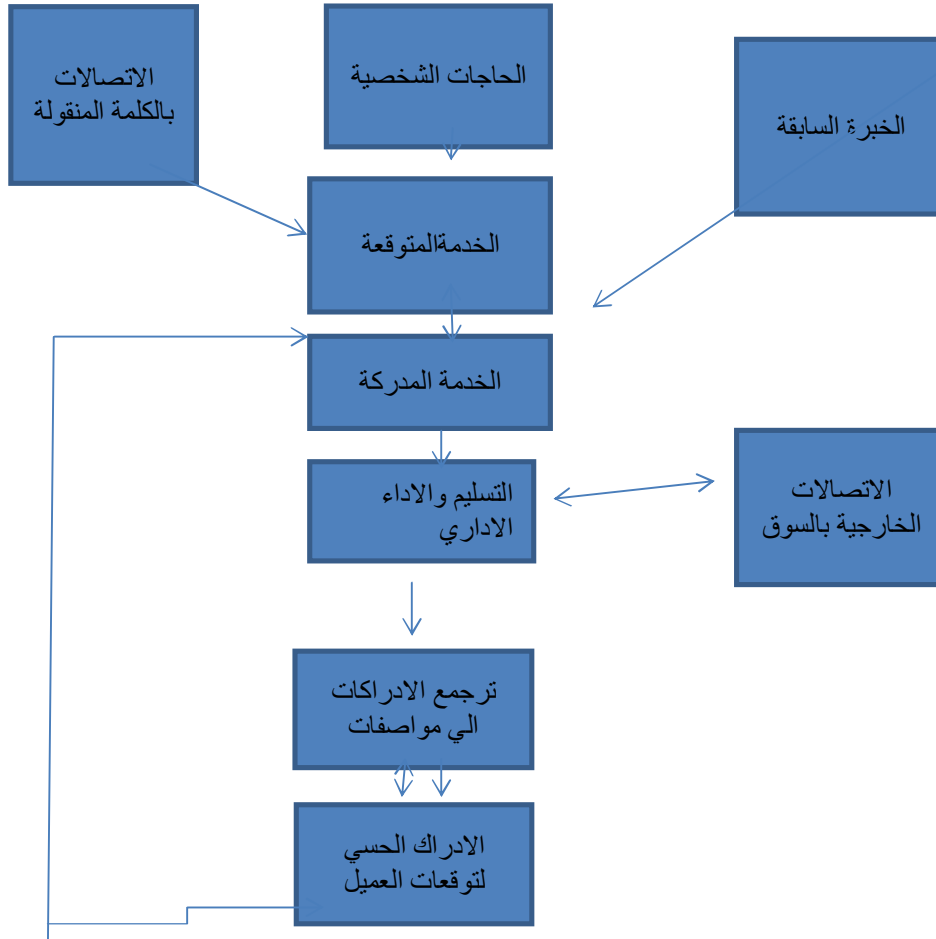 الاتصالات
بالكلمة المنقولة
الحاجات الشخصية
الخبرة السابقة
الخدمةالمتوقعة
الخدمة المدركة
التسليم والاداء
الاداري
الاتصالات
الخارجية بالسوق
ترجمع الادراكات
الي مواصفات
الادراك الحسي
لتوقعات العميل